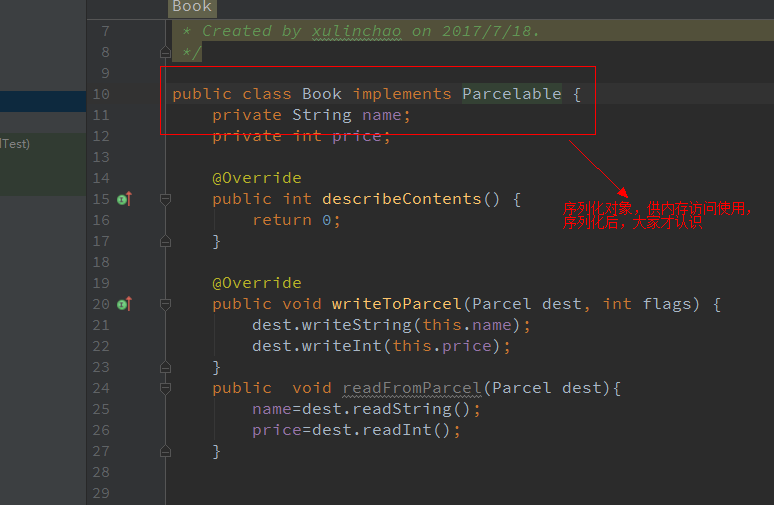 Book
7 * Created by xulinchao on 2017/7/18.
8 */
9
10 public class Book implements Parcelable {
11 private String name;
12 private int price;
13
14 @Override
15 public int describeContents() {
16 return 0;
17 }
18
19 @Override
20 public void writeToParcel(Parcel dest, int flags) {
21 dest.writeString(this.name);
22 dest.writeInt(this.price);
23 }
24 public  void readFromParcel(Parcel dest){
25 name=dest.readString();
26 price=dest.readInt();
27 }
28
29
序列化对象，供内存访问使用，
序列化后，大家才认识
Test)